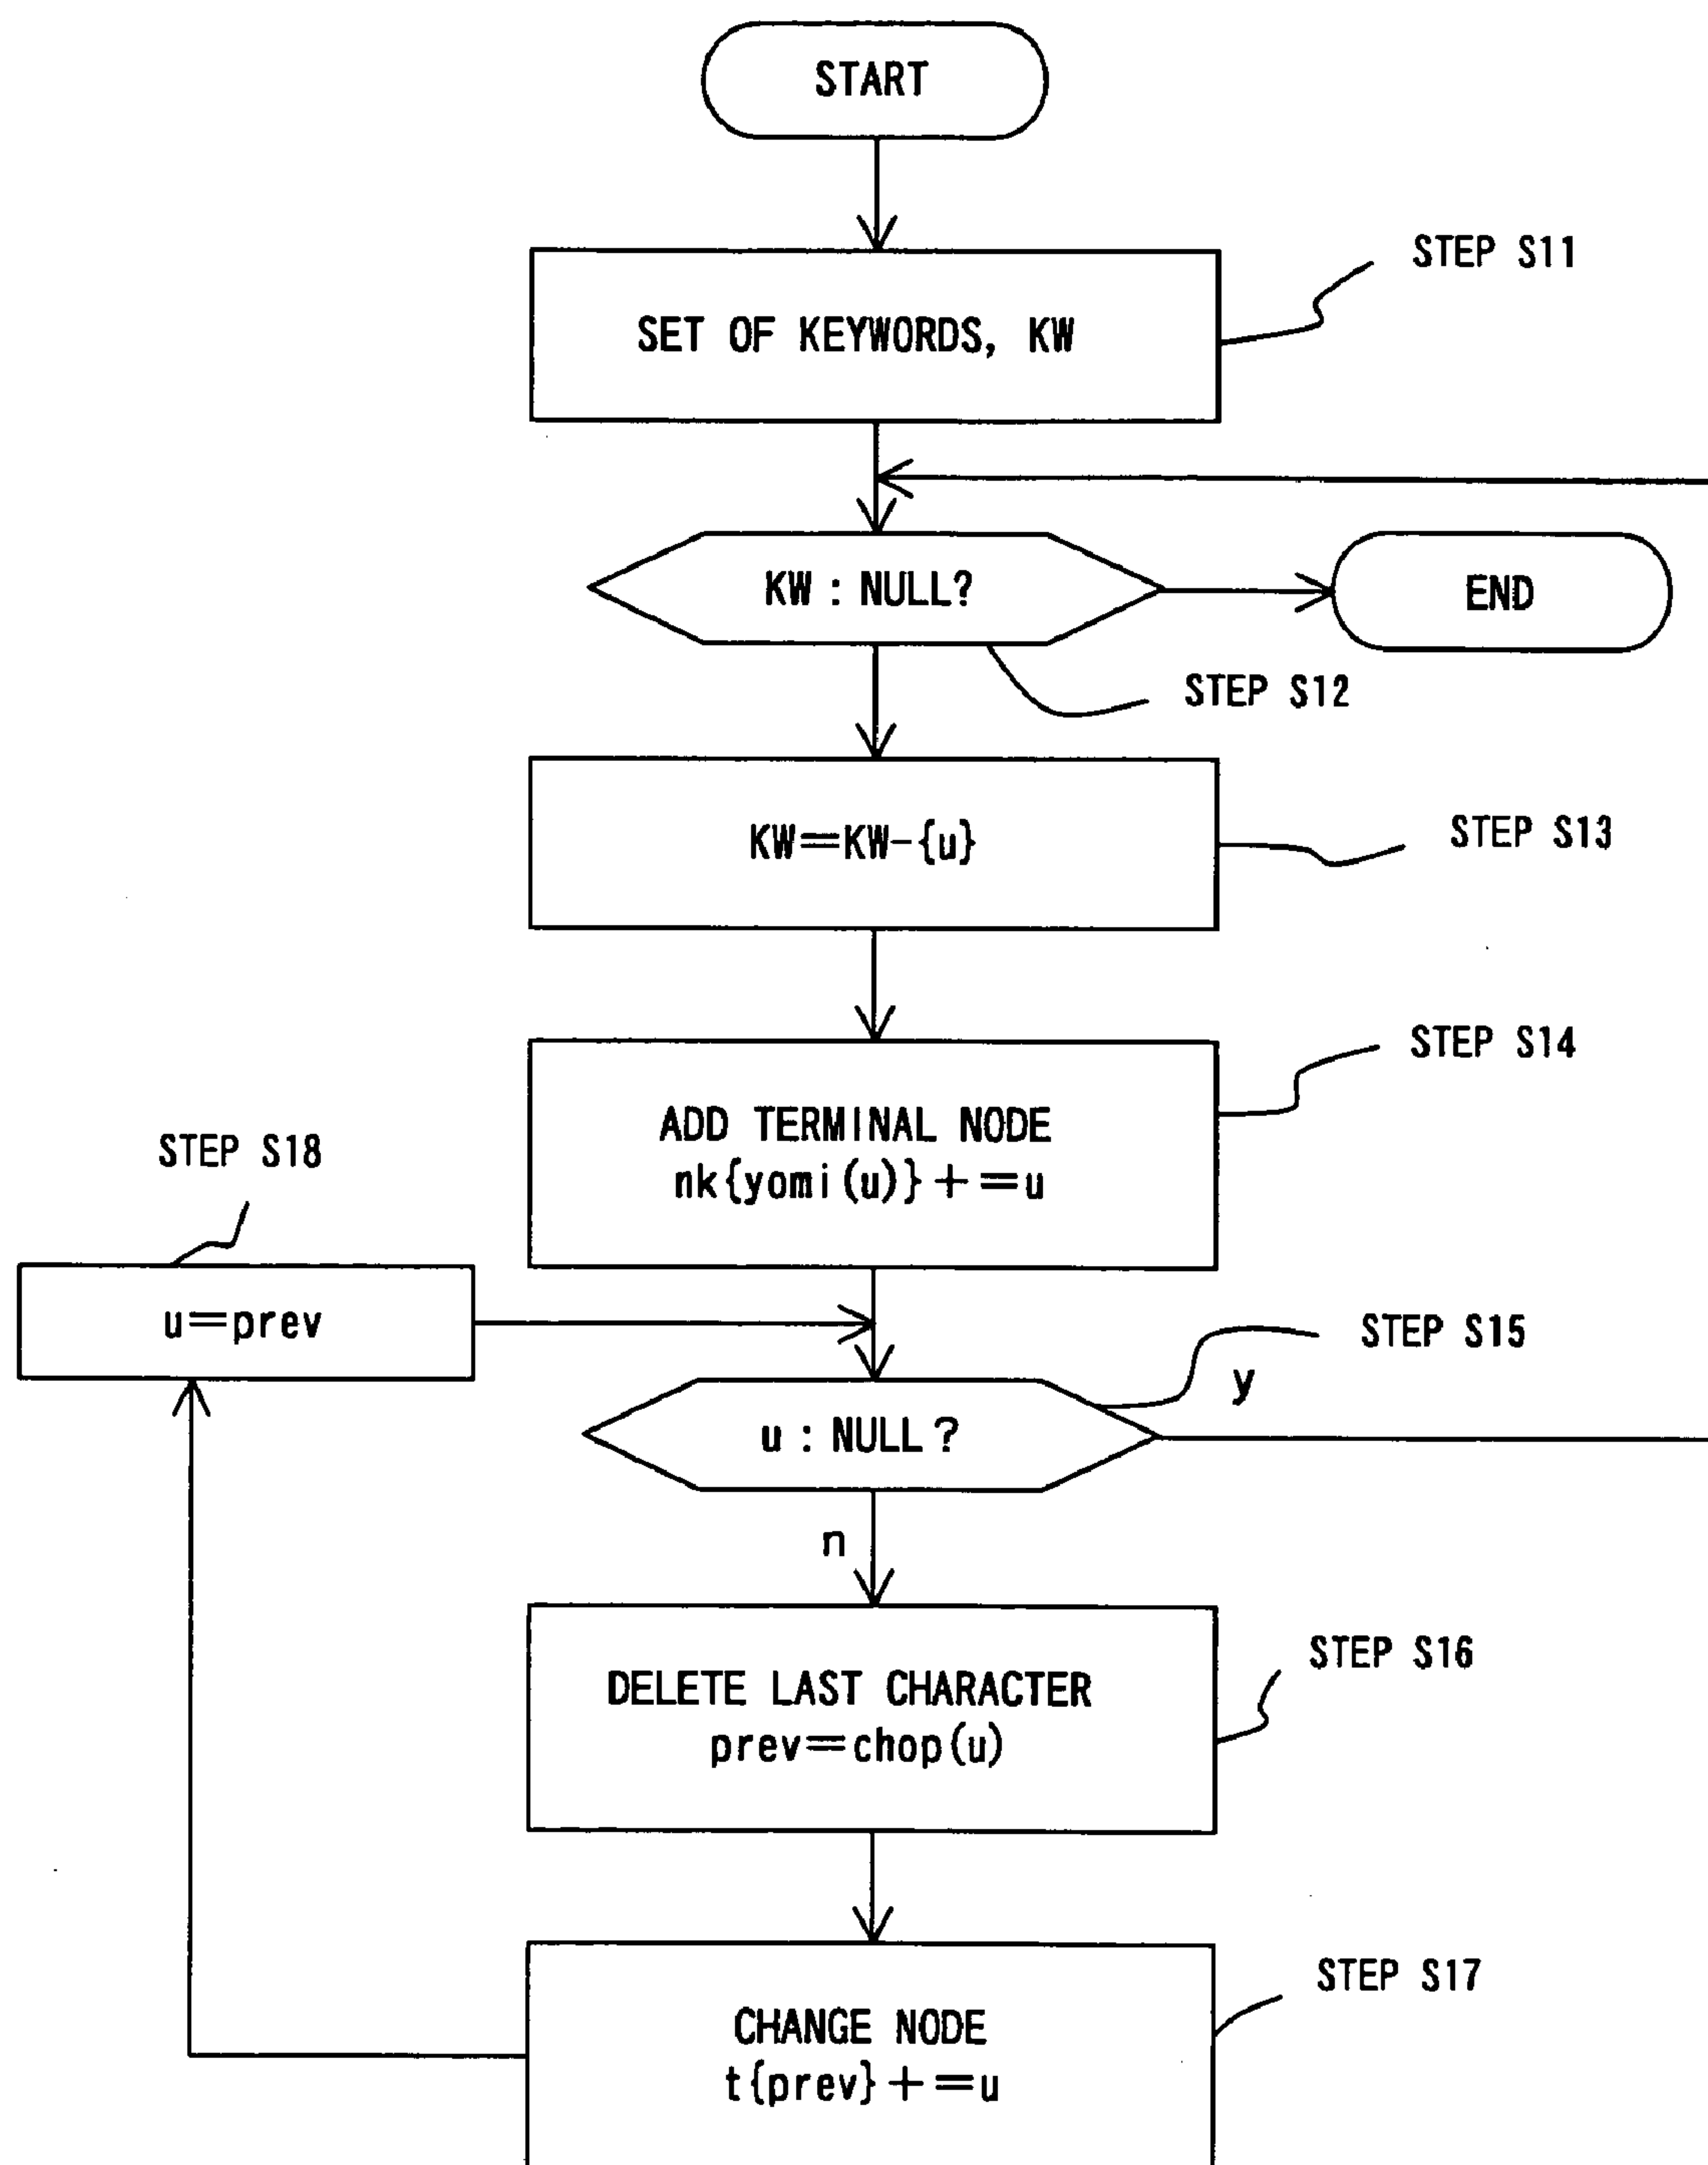 START
STEP S11
SET OF KEYWORDS, KW
KW : NULL?
END
STEP S12
KW=KW-{u}
STEP S13
STEP S14
ADD TERMINAL NODE
nk{yomi(u)}+=u
STEP S18
u=prev
STEP S15
y
u : NULL?
n
STEP S16
DELETE LAST CHARACTER
prev=chop(u)
STEP S17
CHANGE NODE
t{prev}+=u